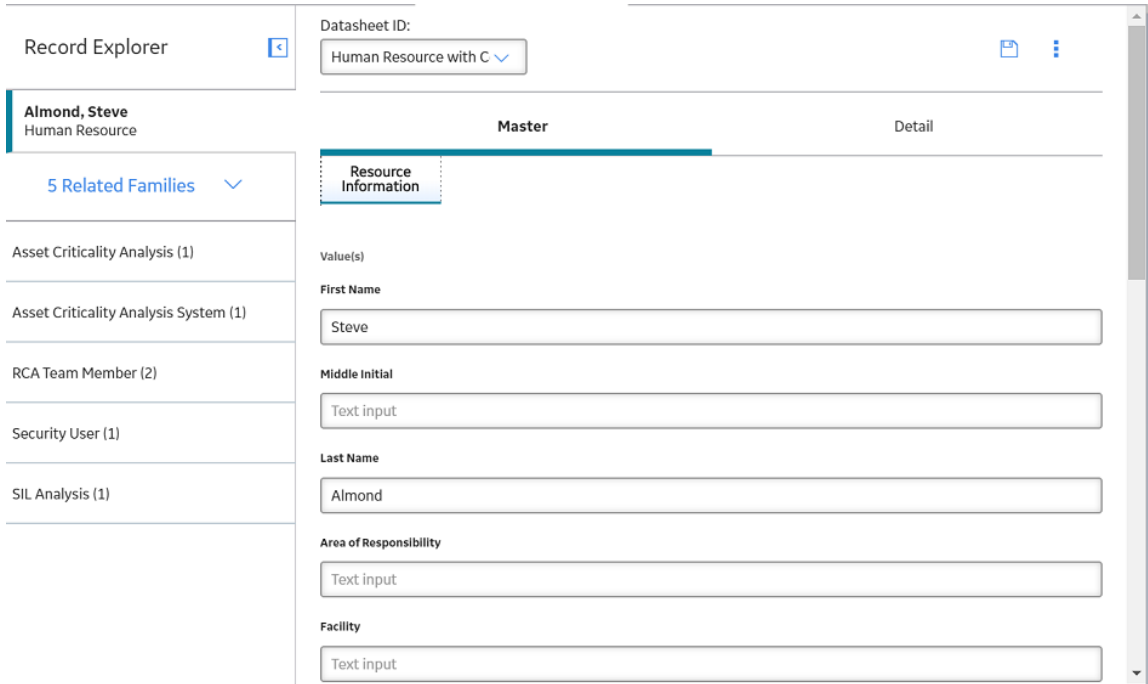 Record Explorer
Almond, Steve
Human Resource
5 Related Families
Asset Criticality Analysis (1)
Asset Criticality Analysis System (1)
RCA Team Member (2)
Security User (1)
SIL Analysis (1)
Datasheet ID:
Human Resource with C
Master
Detail
Resource
Information
Value(s)
First Name
Steve
Middle Initial
Text input
Last Name
Almond
Area of Responsibility
Text input
Facility
Text input